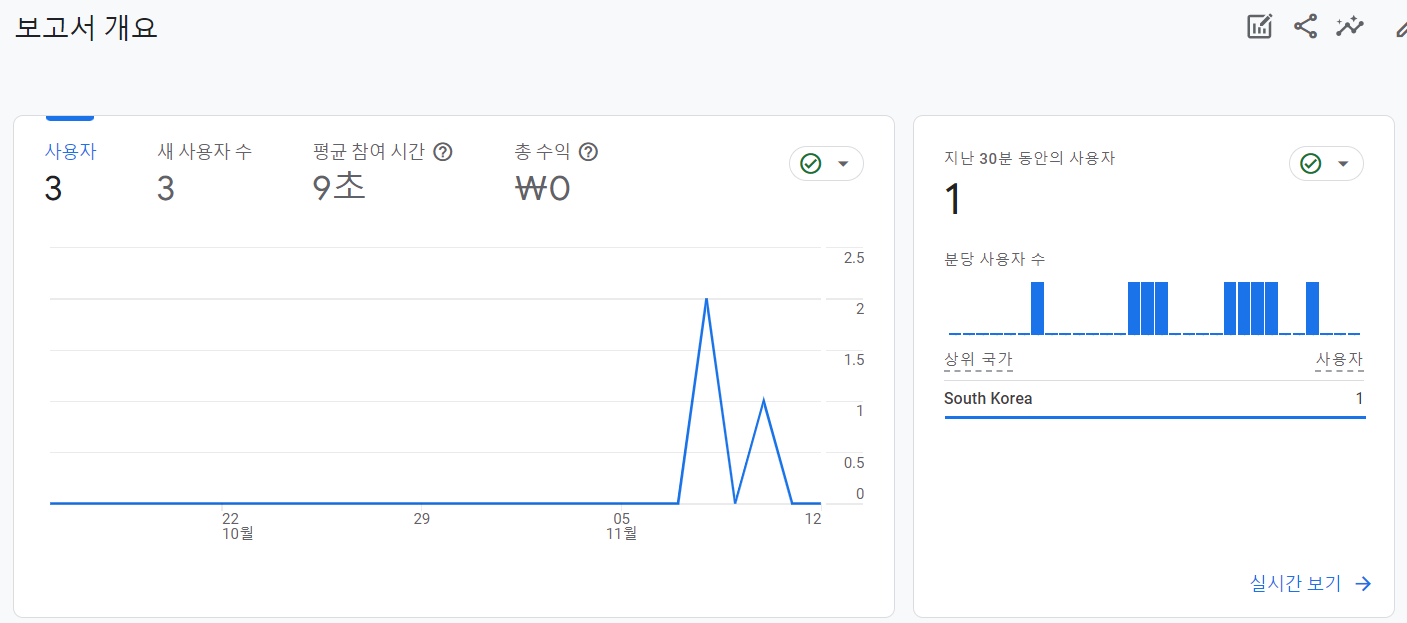 보고서 개요
사용자
3
새 사용자 수
3
평균 참여 시간
9초
총 수익
₩0
2.5
2
1.5
1
0.5
0
22
10월
29
05
11월
12
지난 30분 동안의 사용자
1
분당 사용자 수
상위 국가 사용자
South Korea 1
실시간 보기